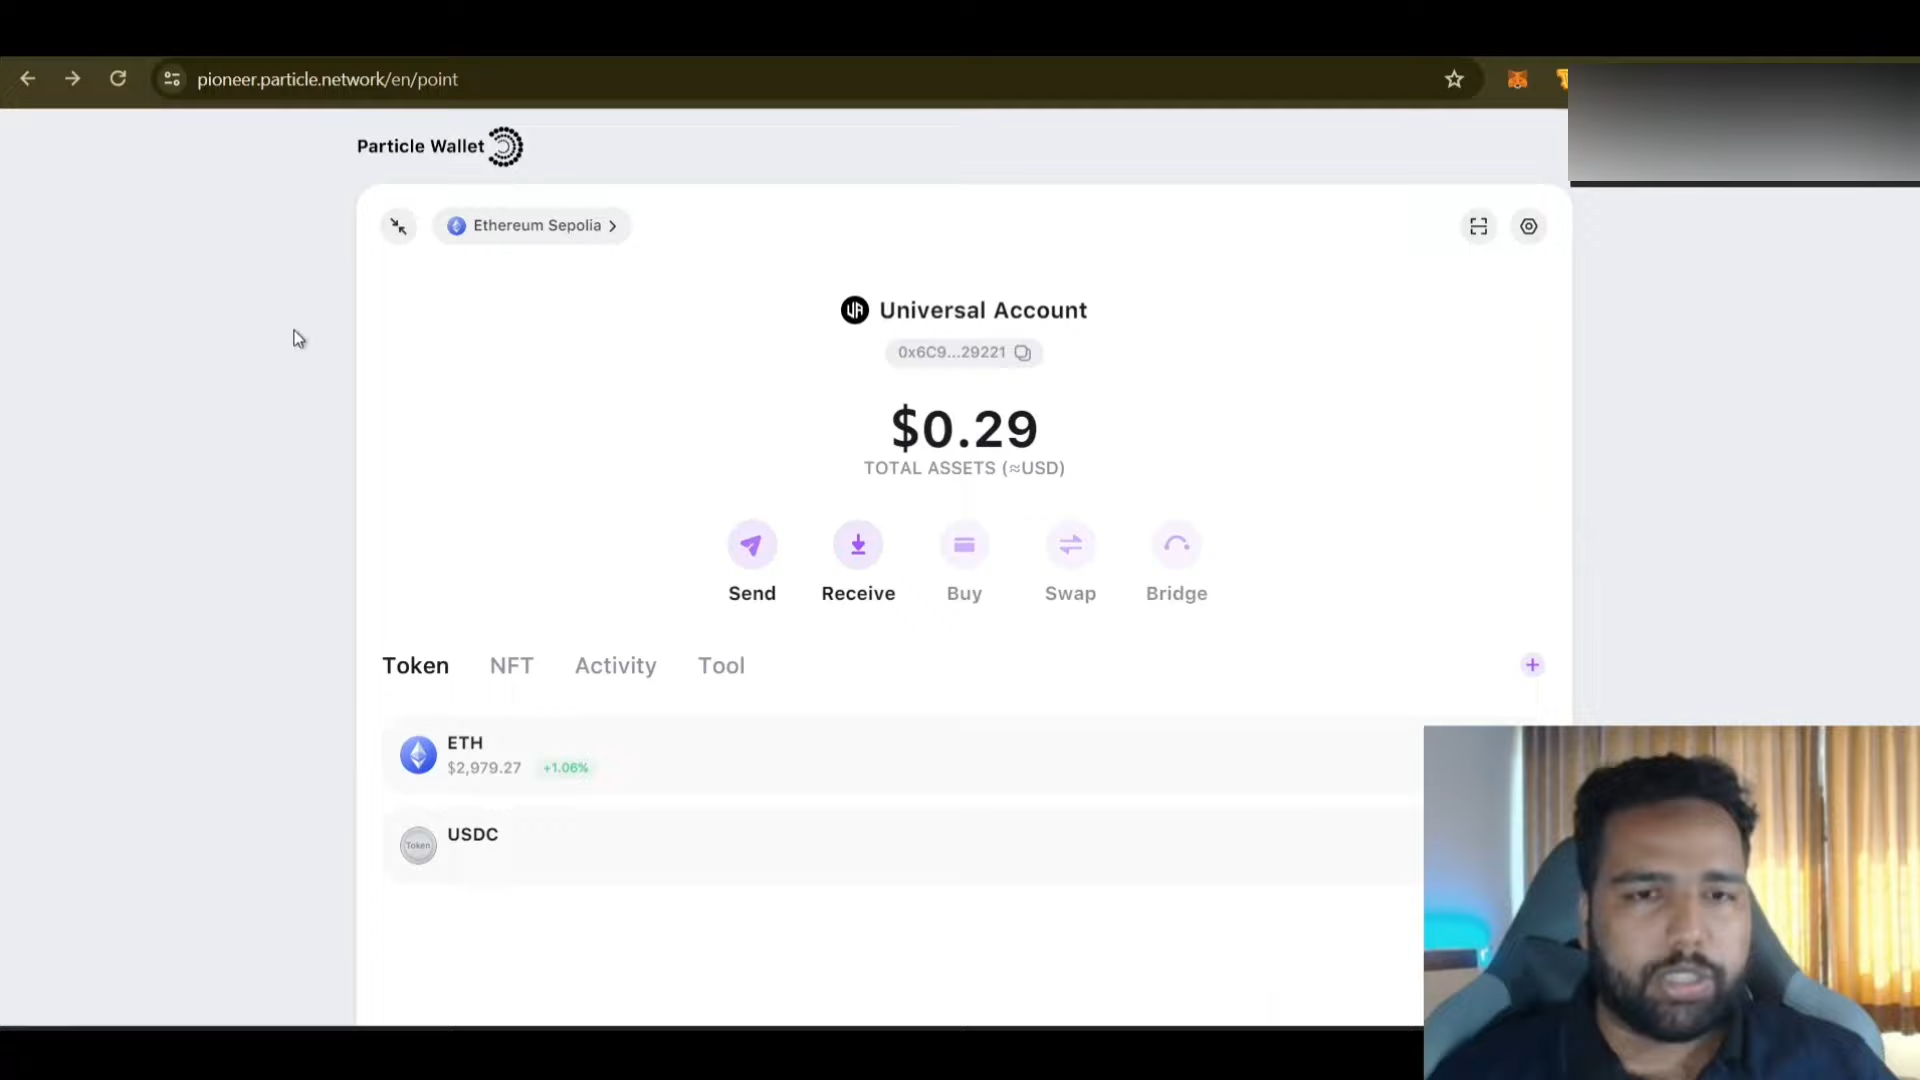 pioneer.particle.network/en/point
Particle Wallet
Ethereum Sepolia
Universal Account
0x6C9...29221
$0.29
TOTAL ASSETS (≈USD)
Send Receive Buy Swap Bridge
Token NFT Activity Tool
ETH
$2,979.27 +1.06%
USDC
Token